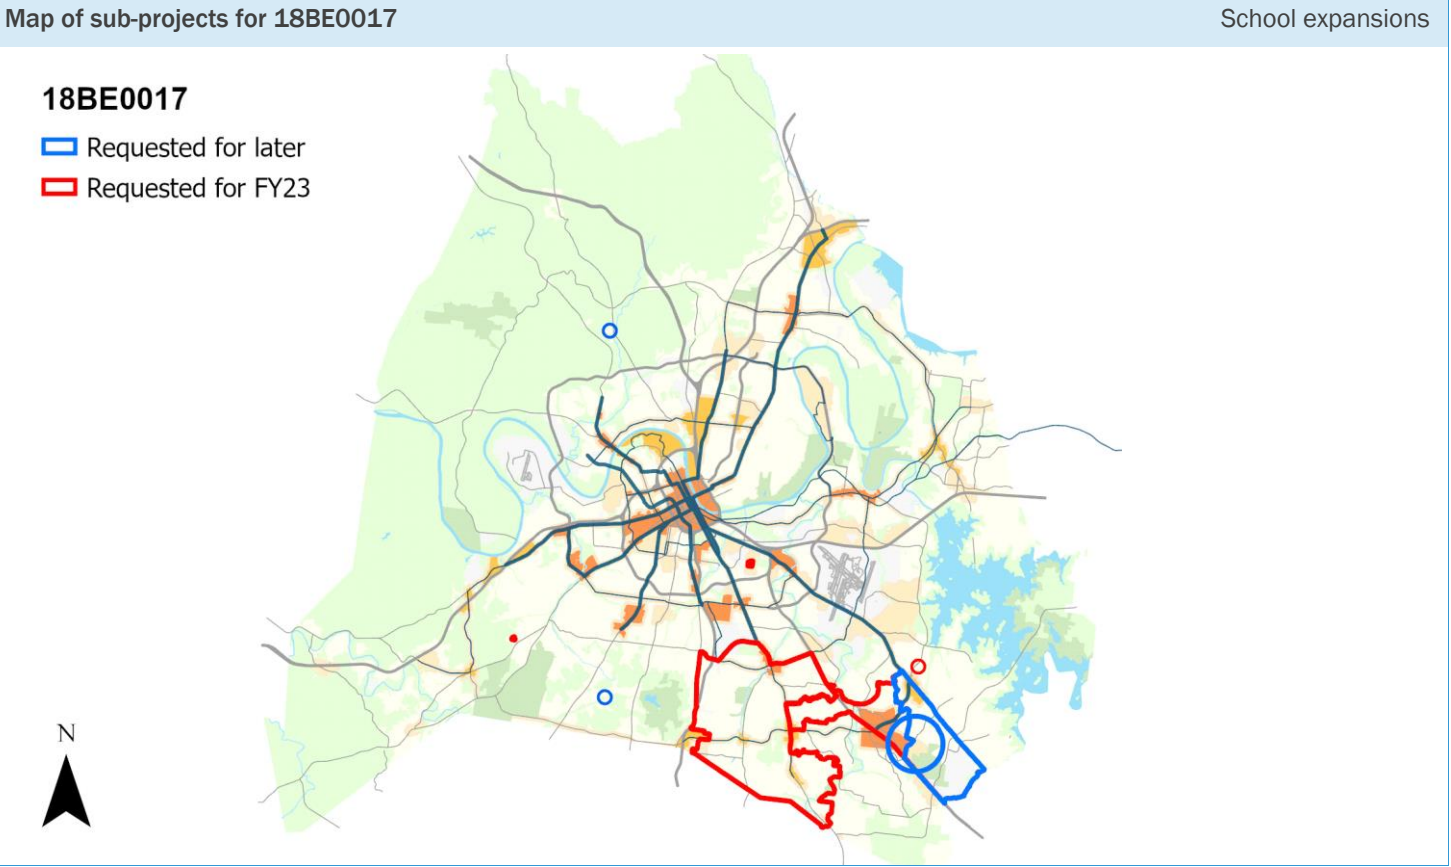 Map of sub-projects for 18BE0017
School expansions
18BE0017
Requested for later
Requested for FY23
N